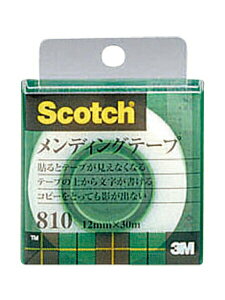 Scotch
メンディングテープ
貼るとテープが見えなくなる
テープの上から文字が書ける
コピーをとっても影が出ない
810
12mm×30m
™
3M